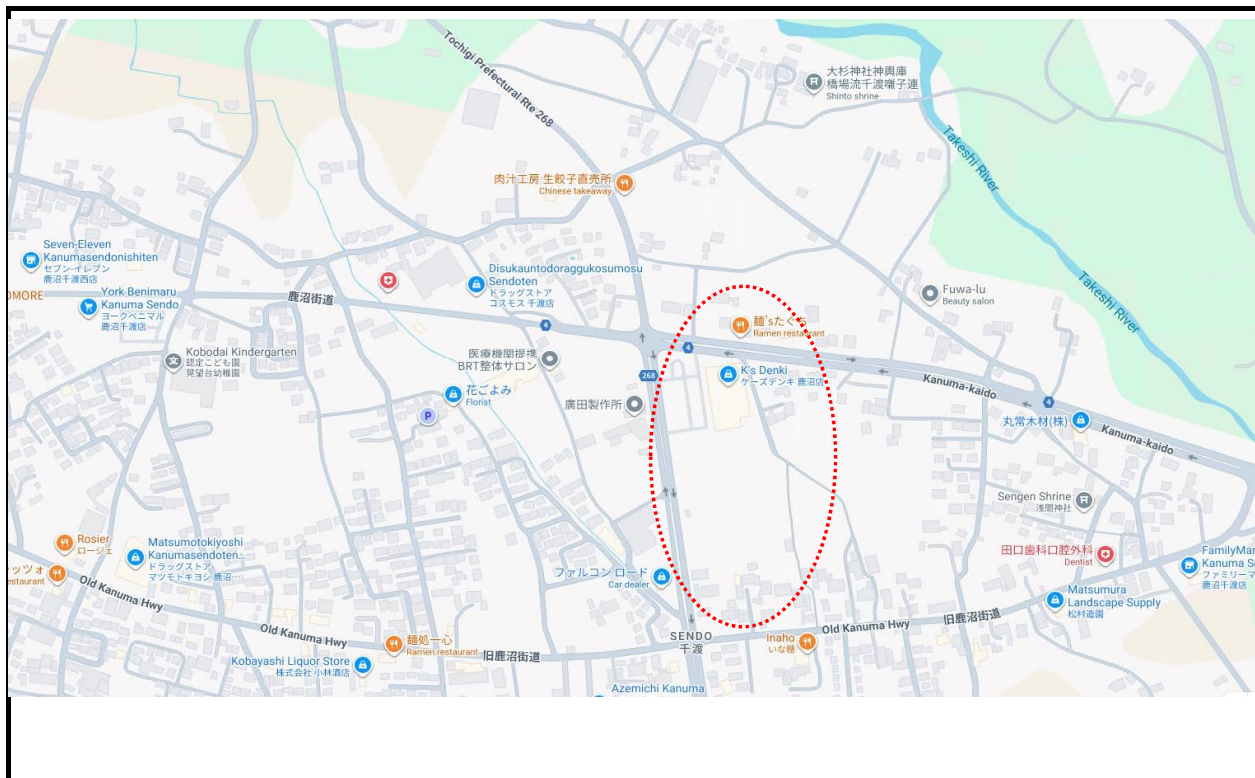 Tochigi Prefectural Rte 268
大杉神社神輿庫
橋場流千渡囃子連
Shinto shrine
Takeshi River
肉汁工房 生餃子直売所
Chinese takeaway
Seven-Eleven
Kanumasendonishiten
セブン-イレブン
鹿沼千渡西店
Disukauntodoraggukosumosu
Sendoten
ドラッグストア
コスモス 千渡店
Takeshi River
OMORE
York Benimaru
Kanuma Sendo
ヨークベニマル
鹿沼千渡店
鹿沼街道
Fuwa-lu
Beauty salon
4
麺'sたぐち
Ramen restaurant
4
Kobodai Kindergarten
認定こども園
晃望台幼稚園
医療機関提携
BRT整体サロン
268
K's Denki
ケーズデンキ 鹿沼店
Kanuma-kaido
花ごよみ
Florist
P
廣田製作所
4
丸常木材(株)
Kanuma-kaido
Sengen Shrine
浅間神社
Rosier
ロージェ
Matsumotokiyoshi
Kanumasendoten...
ドラッグストア
マツモトキヨシ 鹿沼…
田口歯科口腔外科
Dentist
FamilyMar
Kanuma Se
ファミリーマ
鹿沼千渡店
ッツォ
estaurant
ファルコン ロード
Car dealer
Old Kanuma Hwy
Matsumura
Landscape Supply
松村造園
Old Kanuma Hwy
麺処一心
Ramen restaurant
旧鹿沼街道
SENDO
千渡
Inaho
いな穂
Old Kanuma Hwy
旧鹿沼街道
Kobayashi Liquor Store
株式会社 小林酒店
Azemichi Kanuma